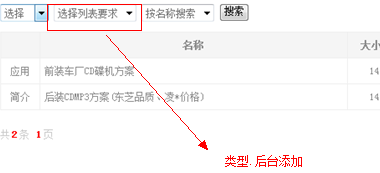 选择 选择列表要求 按名称搜索 搜索
名称 大小
应用 前装车厂CD碟机方案 14
简介 后装CDMP3方案(东芝品质、凌*价格) 14
共2条 1页
类型.后台添加